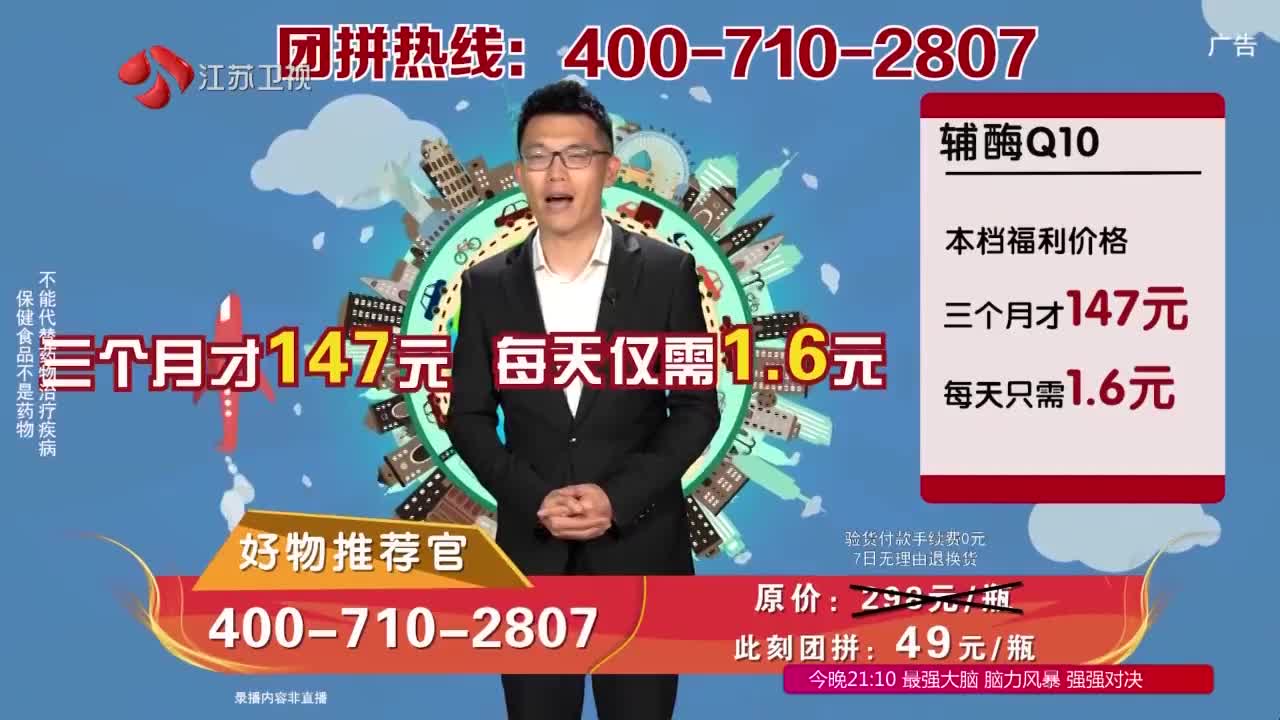 团拼热线：400-710-2807
江苏卫视
广告
辅酶Q10
本档福利价格
三个月才147元
每天只需1.6元
不能代替药物治疗疾病
保健食品不是药物
三个月才147元 每天仅需1.6元
好物推荐官
400-710-2807
验货付款手续费0元
7日无理由退换货
原价：298元/瓶
此刻团拼：49元/瓶
今晚21:10 最强大脑 脑力风暴 强强对决
录播内容非直播